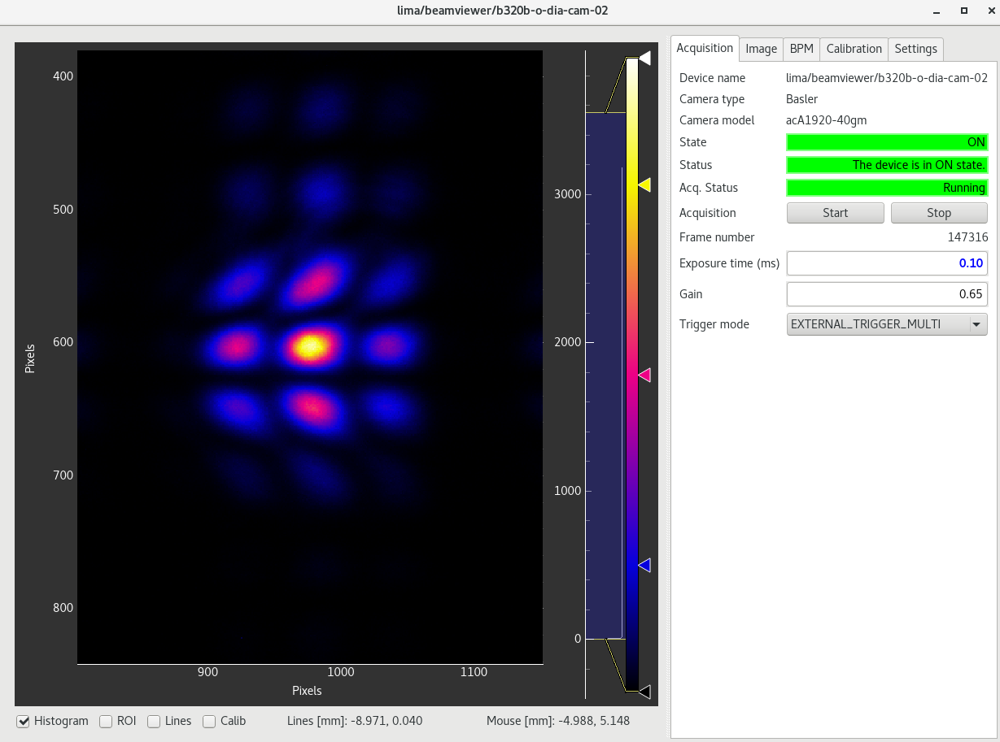 lima/beamviewer/b320b-o-dia-cam-02
Acquisition Image BPM Calibration Settings
Device name lima/beamviewer/b320b-o-dia-cam-02
Camera type Basler
Camera model acA1920-40gm
State ON
Status The device is in ON state.
Acq. Status Running
Acquisition Start Stop
Frame number 147316
Exposure time (ms) 0.10
Gain 0.65
Trigger mode EXTERNAL_TRIGGER_MULTI
400
500
600
700
800
Pixels
900 1000 1100
Pixels
3000
2000
1000
0
Histogram ROI Lines Calib Lines [mm]: -8.971, 0.040 Mouse [mm]: -4.988, 5.148